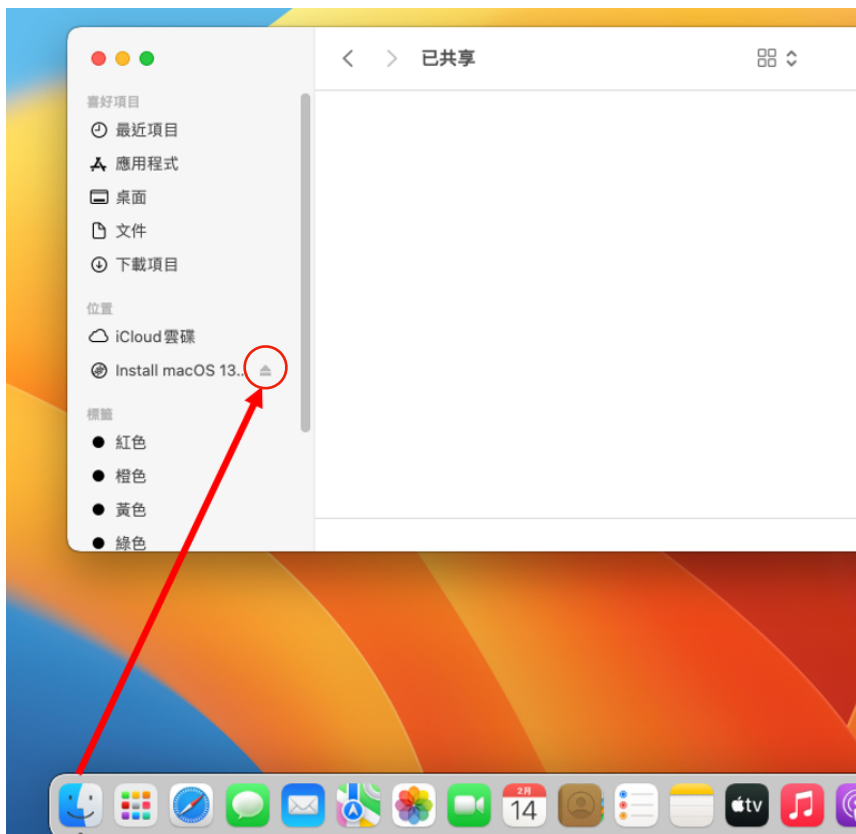 已共享
喜好項目
最近項目
應用程式
桌面
文件
下載項目
位置
iCloud雲碟
Install macOS 13..
標籤
紅色
橙色
黃色
綠色
2月
14
tv